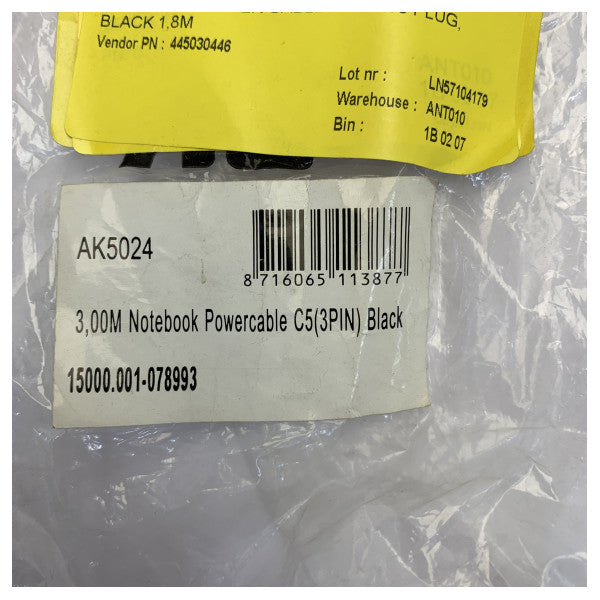 PLUG,
BLACK 1,8M
Vendor PN : 445030446
Lot nr : LN57104179
Warehouse : ANT010
Bin : 1B 02 07
AK5024
8 716065 113877
3,00M Notebook Powercable C5(3PIN) Black
15000.001-078993